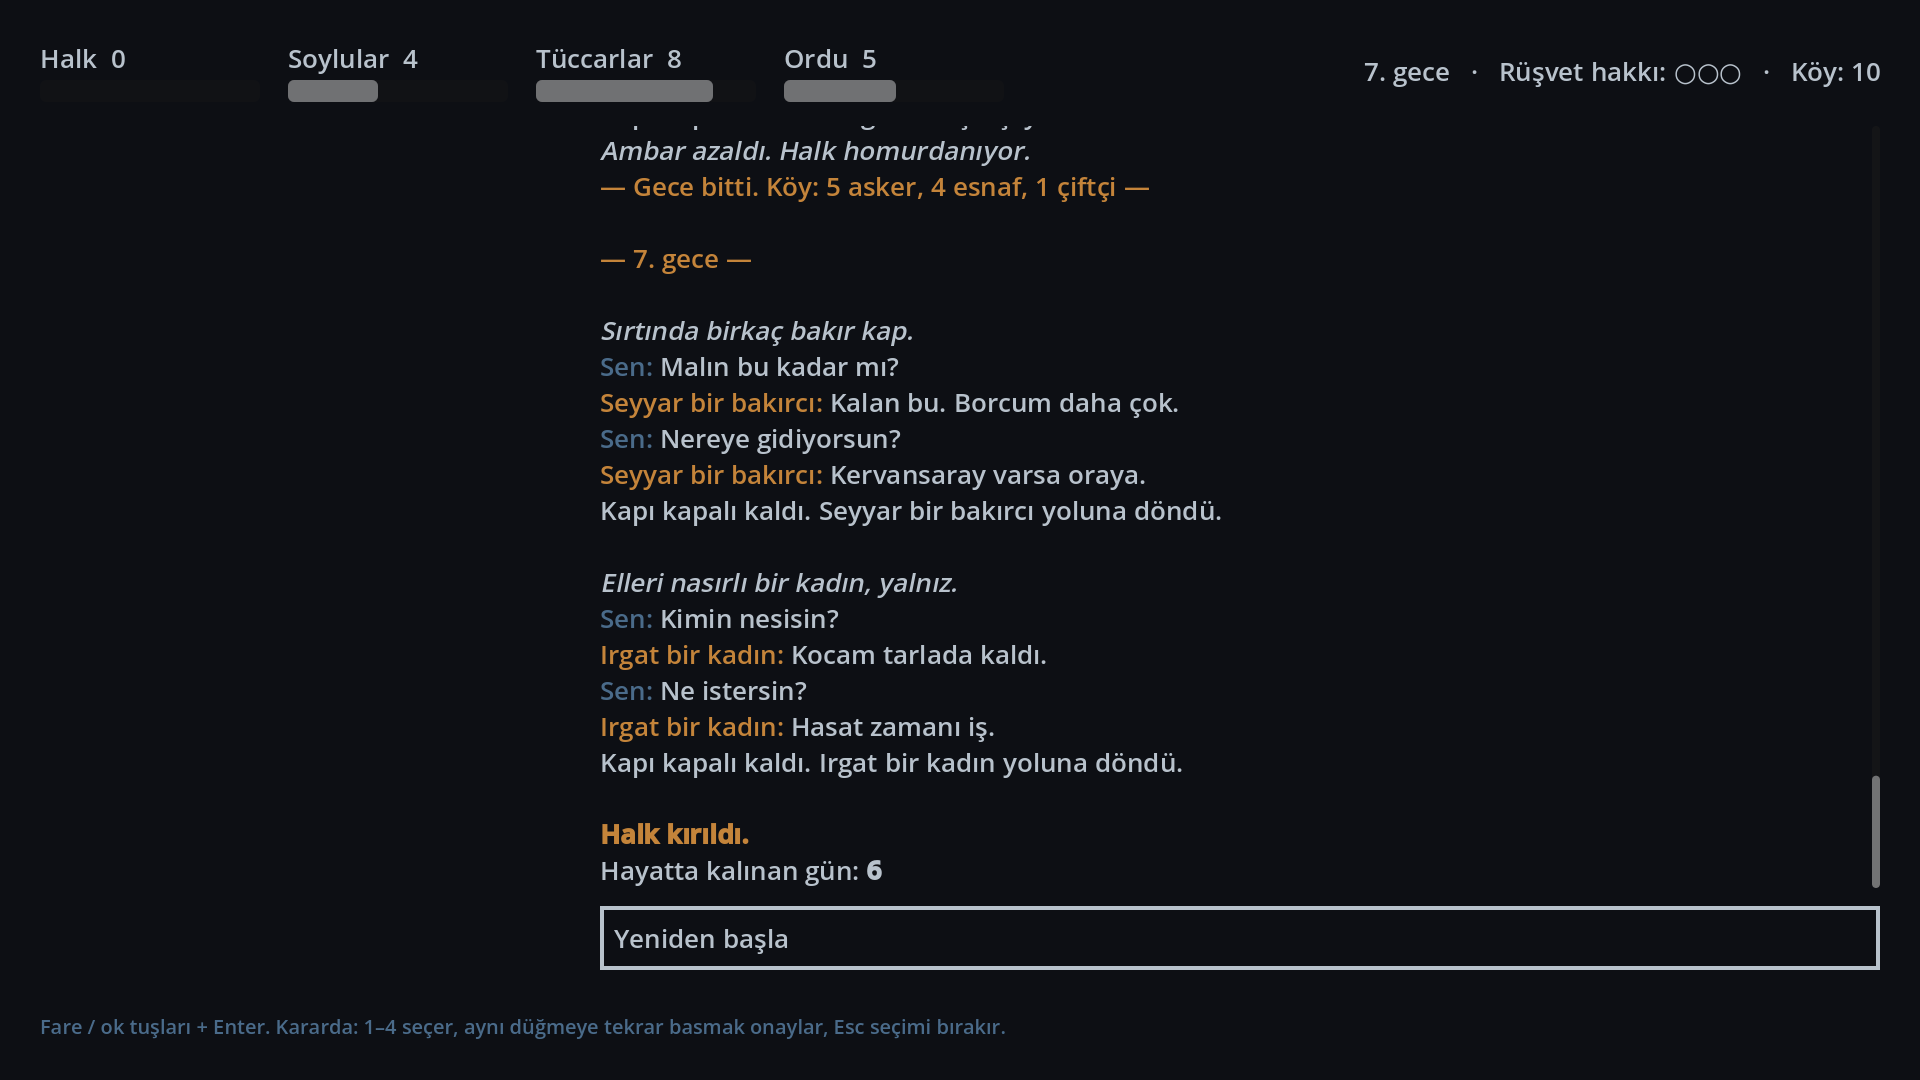 Halk 0
Soylular 4
Tüccarlar 8
Ordu 5
7. gece · Rüşvet hakkı: ○○○ · Köy: 10
Ambar azaldı. Halk homurdanıyor.
— Gece bitti. Köy: 5 asker, 4 esnaf, 1 çiftçi —
— 7. gece —
Sırtında birkaç bakır kap.
Sen: Malın bu kadar mı?
Seyyar bir bakırcı: Kalan bu. Borcum daha çok.
Sen: Nereye gidiyorsun?
Seyyar bir bakırcı: Kervansaray varsa oraya.
Kapı kapalı kaldı. Seyyar bir bakırcı yoluna döndü.
Elleri nasırlı bir kadın, yalnız.
Sen: Kimin nesisin?
Irgat bir kadın: Kocam tarlada kaldı.
Sen: Ne istersin?
Irgat bir kadın: Hasat zamanı iş.
Kapı kapalı kaldı. Irgat bir kadın yoluna döndü.
Halk kırıldı.
Hayatta kalınan gün: 6
Yeniden başla
Fare / ok tuşları + Enter. Kararda: 1–4 seçer, aynı düğmeye tekrar basmak onaylar, Esc seçimi bırakır.